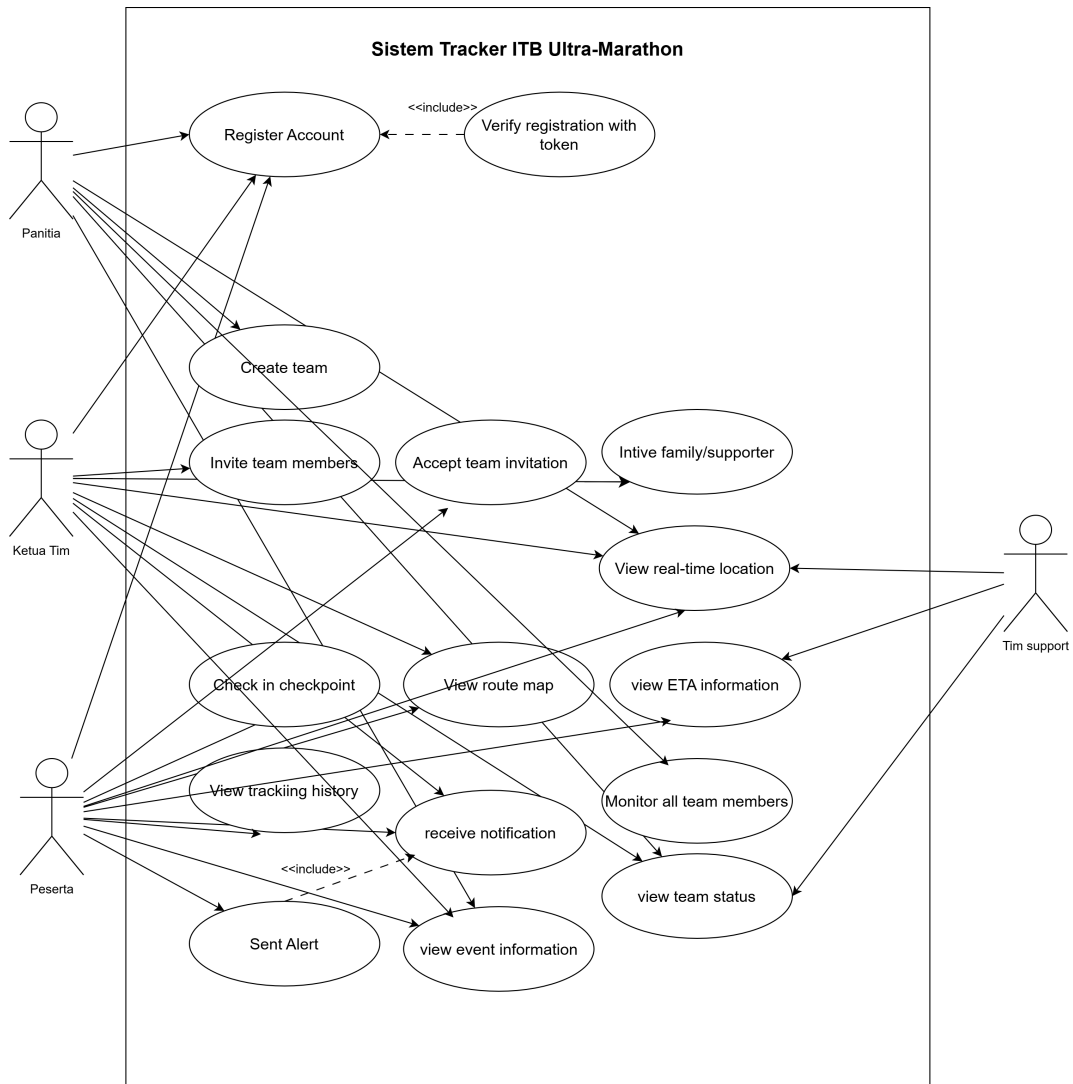 Sistem Tracker ITB Ultra-Marathon
<<include>>
Register Account
Verify registration with
token
Panitia
Create team
Invite team members
Accept team invitation
Intive family/supporter
Ketua Tim
View real-time location
Tim support
Check in checkpoint
View route map
view ETA information
View trackiing history
Monitor all team members
receive notification
<<include>>
Peserta
view team status
Sent Alert
view event information